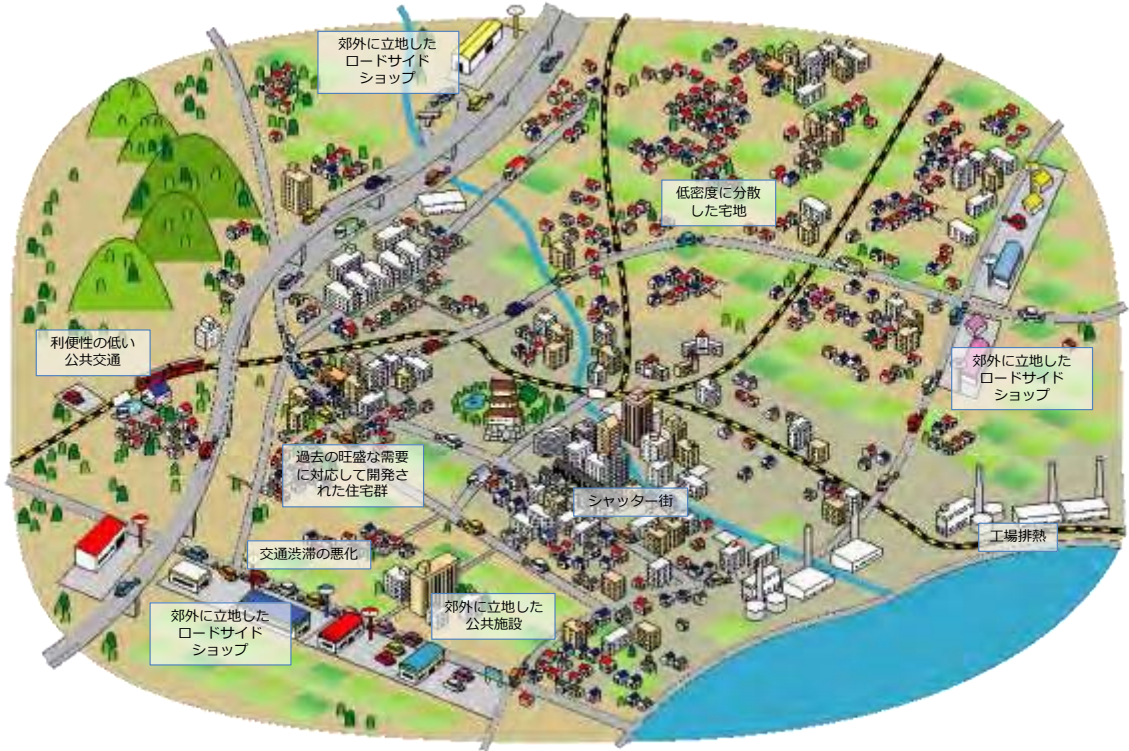 郊外に立地した
ロードサイド
ショップ
低密度に分散
した宅地
利便性の低い
公共交通
郊外に立地した
ロードサイド
ショップ
過去の旺盛な需要
に対応して開発さ
れた住宅群
シャッター街
工場排熱
交通渋滞の悪化
郊外に立地した
ロードサイド
ショップ
郊外に立地した
公共施設